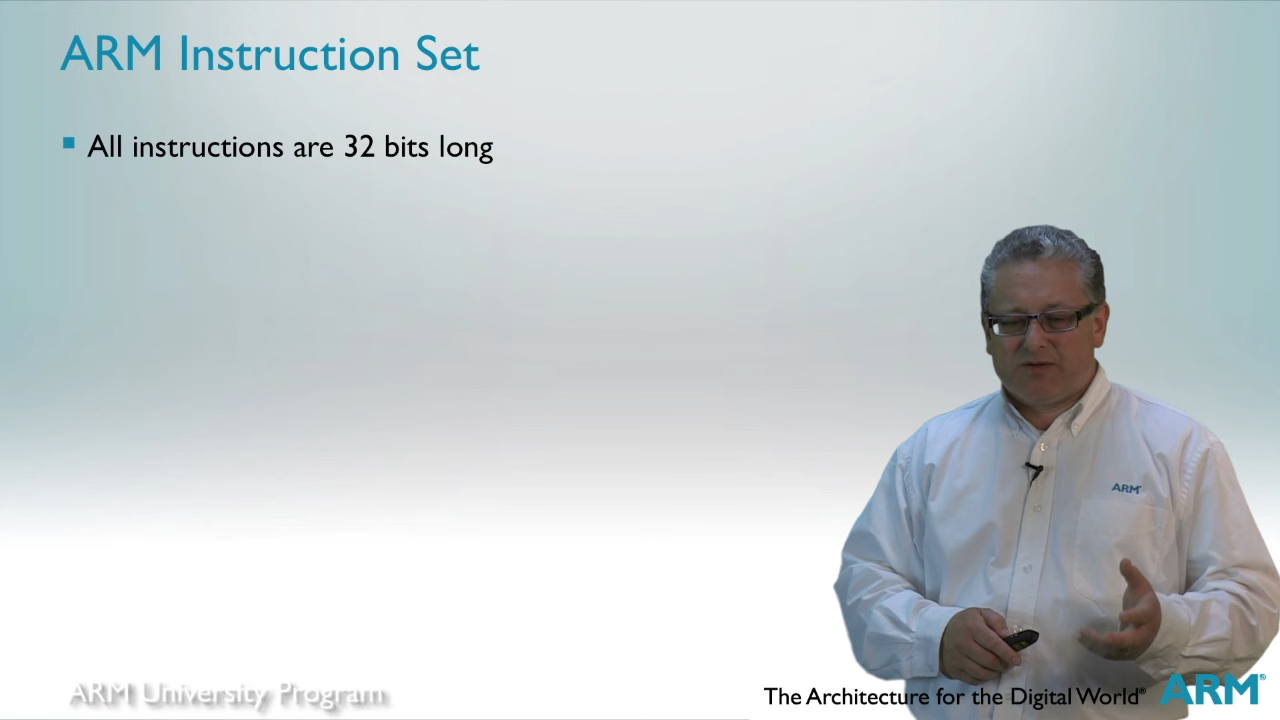 ARM Instruction Set
▪ All instructions are 32 bits long
ARM
ARM University Program
The Architecture for the Digital World® ARM®